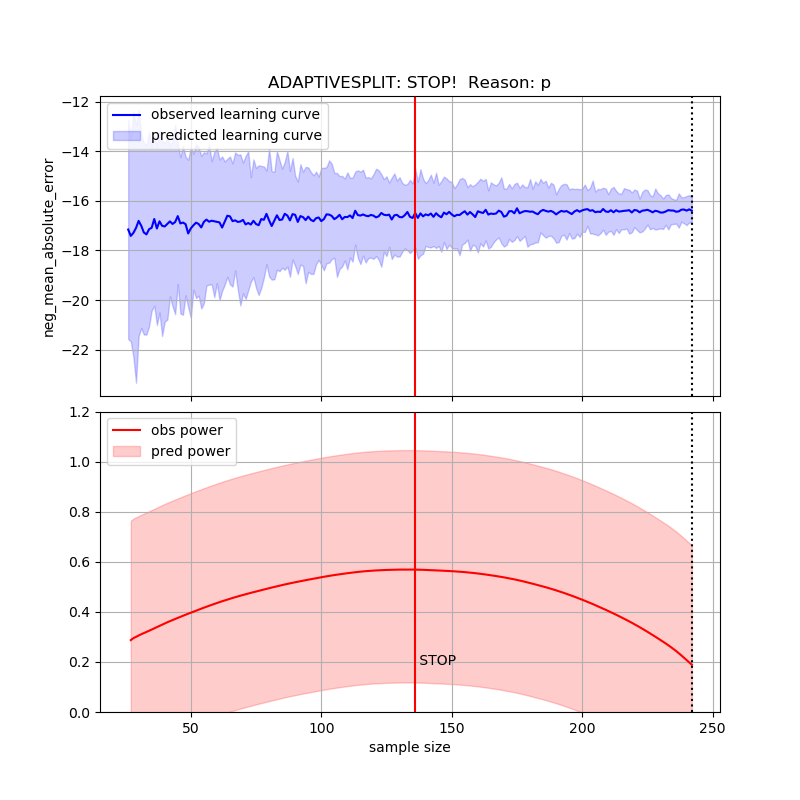 ADAPTIVESPLIT: STOP!  Reason: p
observed learning curve
predicted learning curve
neg_mean_absolute_error
−12
−14
−16
−18
−20
−22
obs power
pred power
1.2
1.0
0.8
0.6
0.4
0.2
0.0
STOP
50 100 150 200 250
sample size